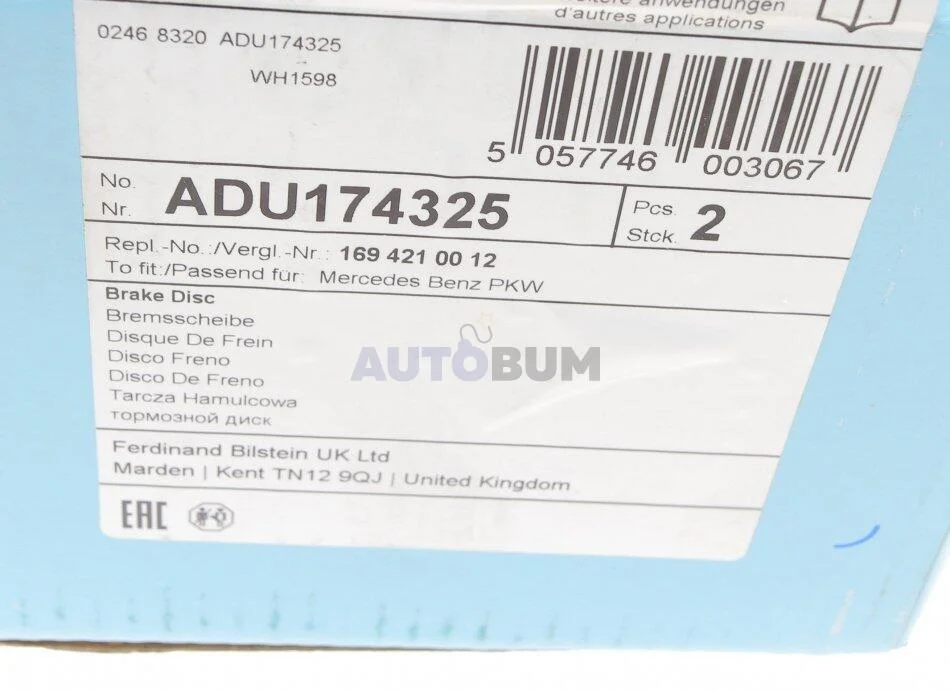 weitere anwendungen
d'autres applications
0246 8320 ADU174325
WH1598
5 057746 003067
No.
Nr. ADU174325
Pcs.
Stck. 2
Repl.-No.:/Vergl.-Nr.: 169 421 00 12
To fit:/Passend für: Mercedes Benz PKW
Brake Disc
Bremsscheibe
Disque De Frein
Disco Freno
Disco De Freno
Tarcza Hamulcowa
тормозной диск
AUTOBUM
Ferdinand Bilstein UK Ltd
Marden | Kent TN12 9QJ | United Kingdom
EAC